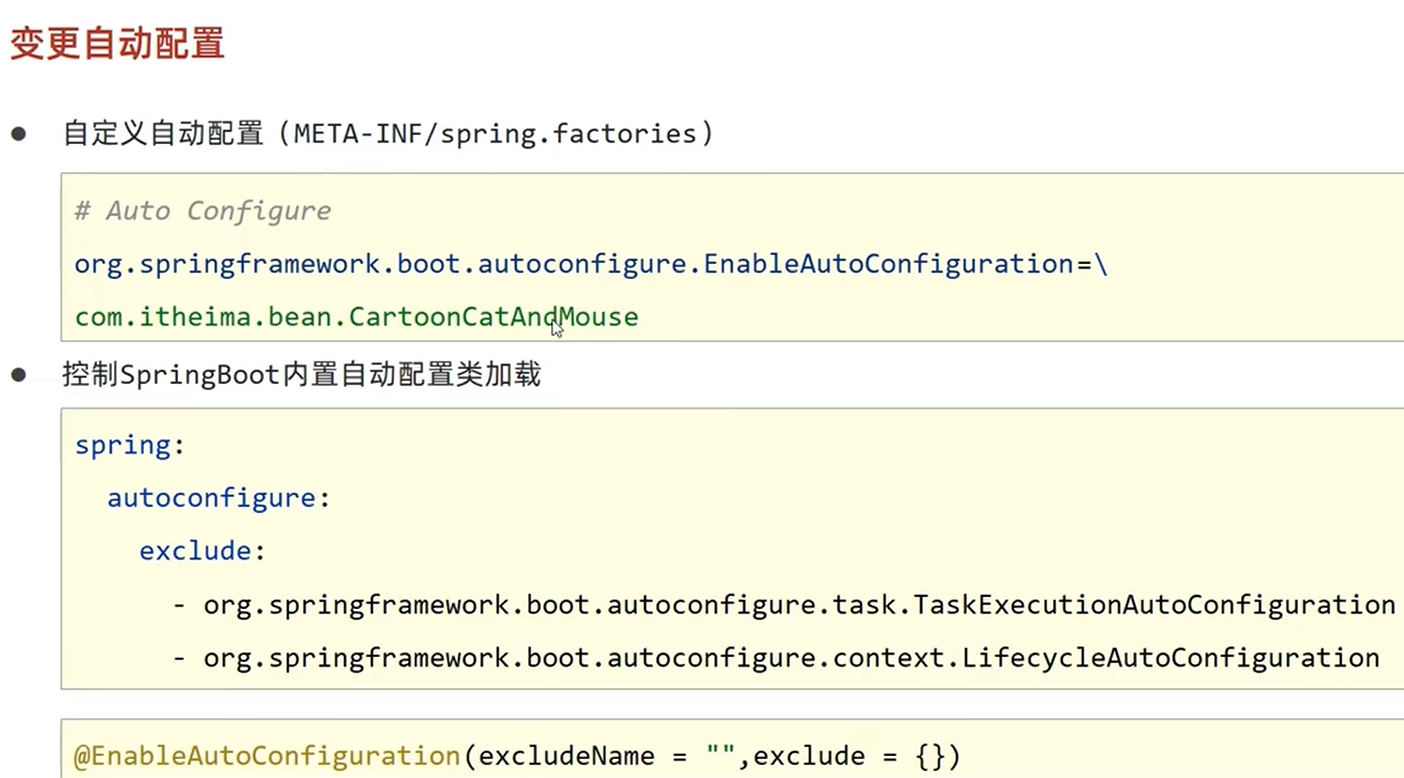 变更自动配置
● 自定义自动配置（META-INF/spring.factories）
# Auto Configure
org.springframework.boot.autoconfigure.EnableAutoConfiguration=\
com.itheima.bean.CartoonCatAndMouse
● 控制SpringBoot内置自动配置类加载
spring:
  autoconfigure:
    exclude:
      - org.springframework.boot.autoconfigure.task.TaskExecutionAutoConfiguration
      - org.springframework.boot.autoconfigure.context.LifecycleAutoConfiguration
@EnableAutoConfiguration(excludeName = "",exclude = {})